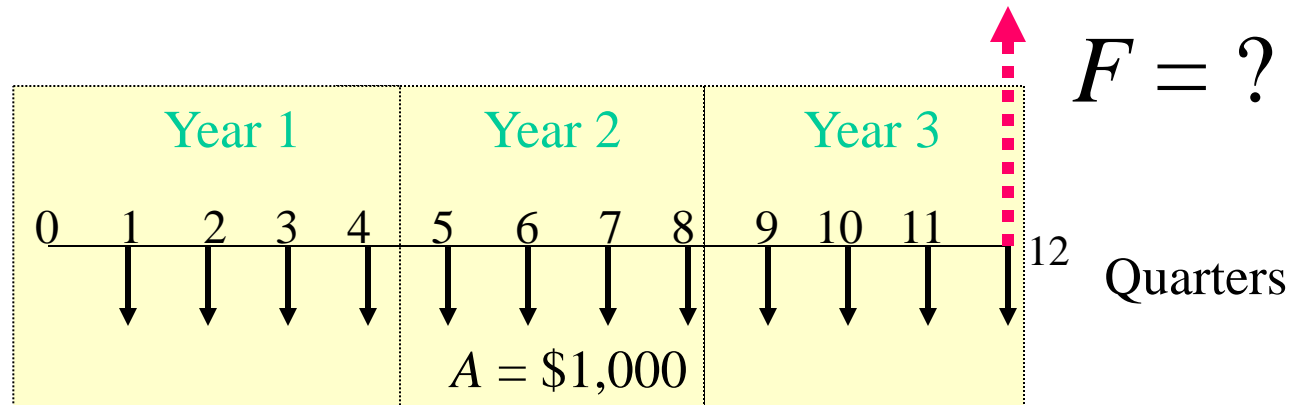 F = ?
Year 1 Year 2 Year 3
0 1 2 3 4 5 6 7 8 9 10 11
12
Quarters
A = $1,000